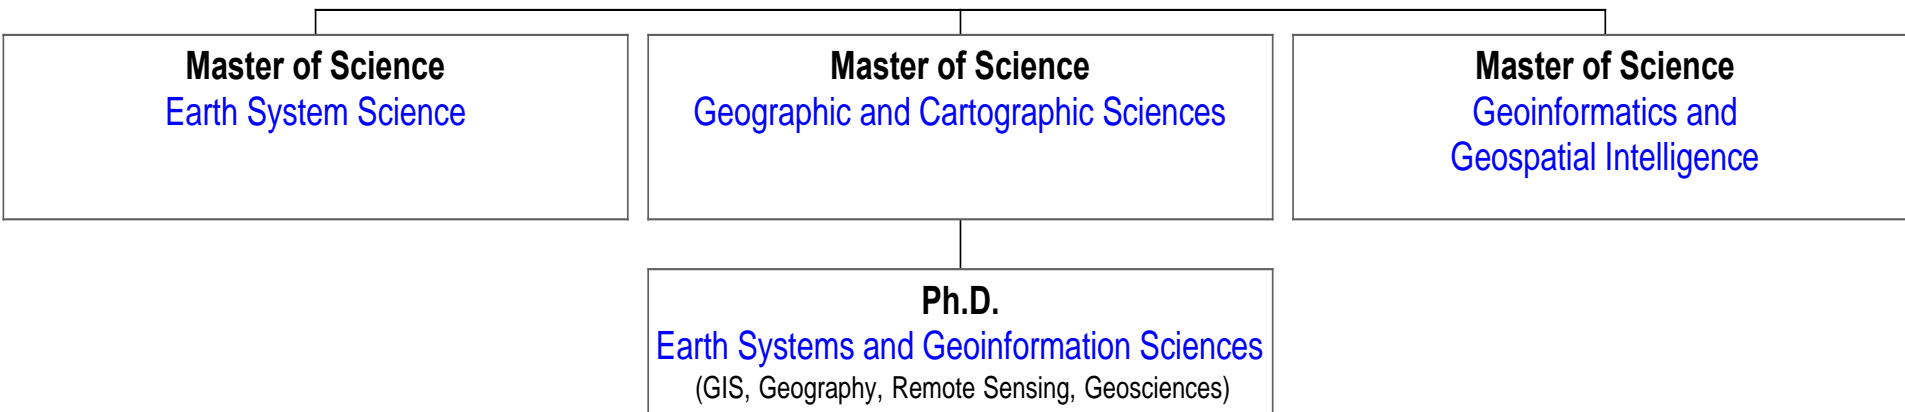 Master of Science
Earth System Science
Master of Science
Geographic and Cartographic Sciences
Master of Science
Geoinformatics and
Geospatial Intelligence
Ph.D.
Earth Systems and Geoinformation Sciences
(GIS, Geography, Remote Sensing, Geosciences)